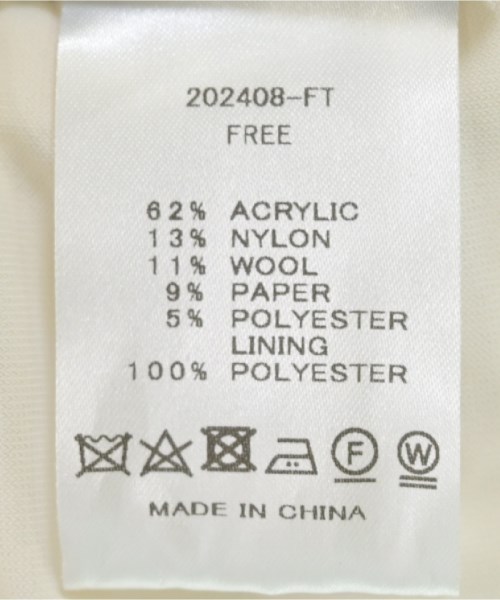 202408-FT
FREE
62% ACRYLIC
13% NYLON
11% WOOL
9% PAPER
5% POLYESTER
LINING
100% POLYESTER
F W
MADE IN CHINA